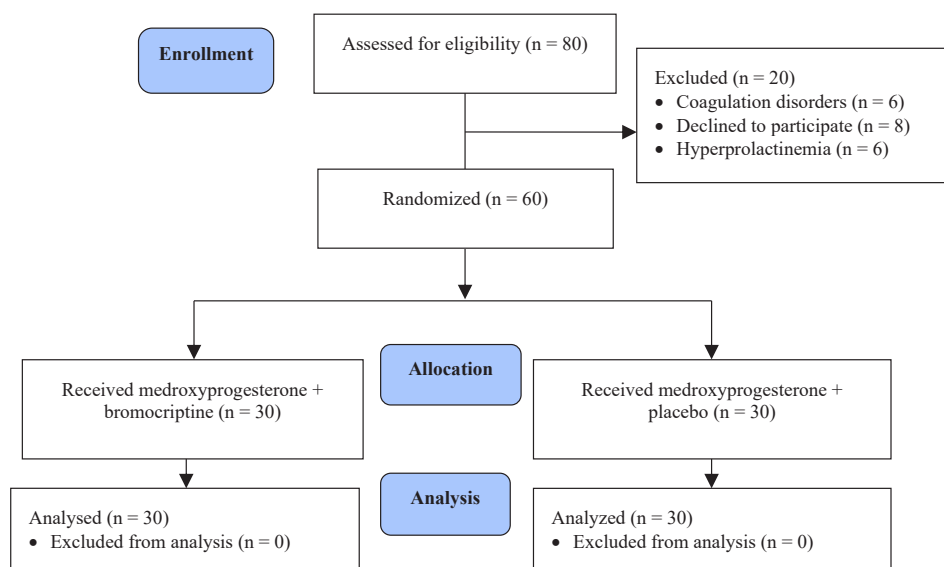 Enrollment
Assessed for eligibility (n = 80)
Excluded (n = 20)
• Coagulation disorders (n = 6)
• Declined to participate (n = 8)
• Hyperprolactinemia (n = 6)
Randomized (n = 60)
Allocation
Received medroxyprogesterone +
bromocriptine (n = 30)
Received medroxyprogesterone +
placebo (n = 30)
Analysis
Analysed (n = 30)
• Excluded from analysis (n = 0)
Analyzed (n = 30)
• Excluded from analysis (n = 0)